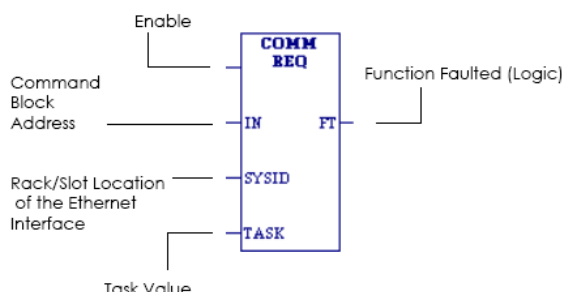 Enable
COMM
REQ
Function Faulted (Logic)
Command
Block
Address
IN
FT
Rack/Slot Location
of the Ethernet
Interface
SYSID
TASK
Task Value